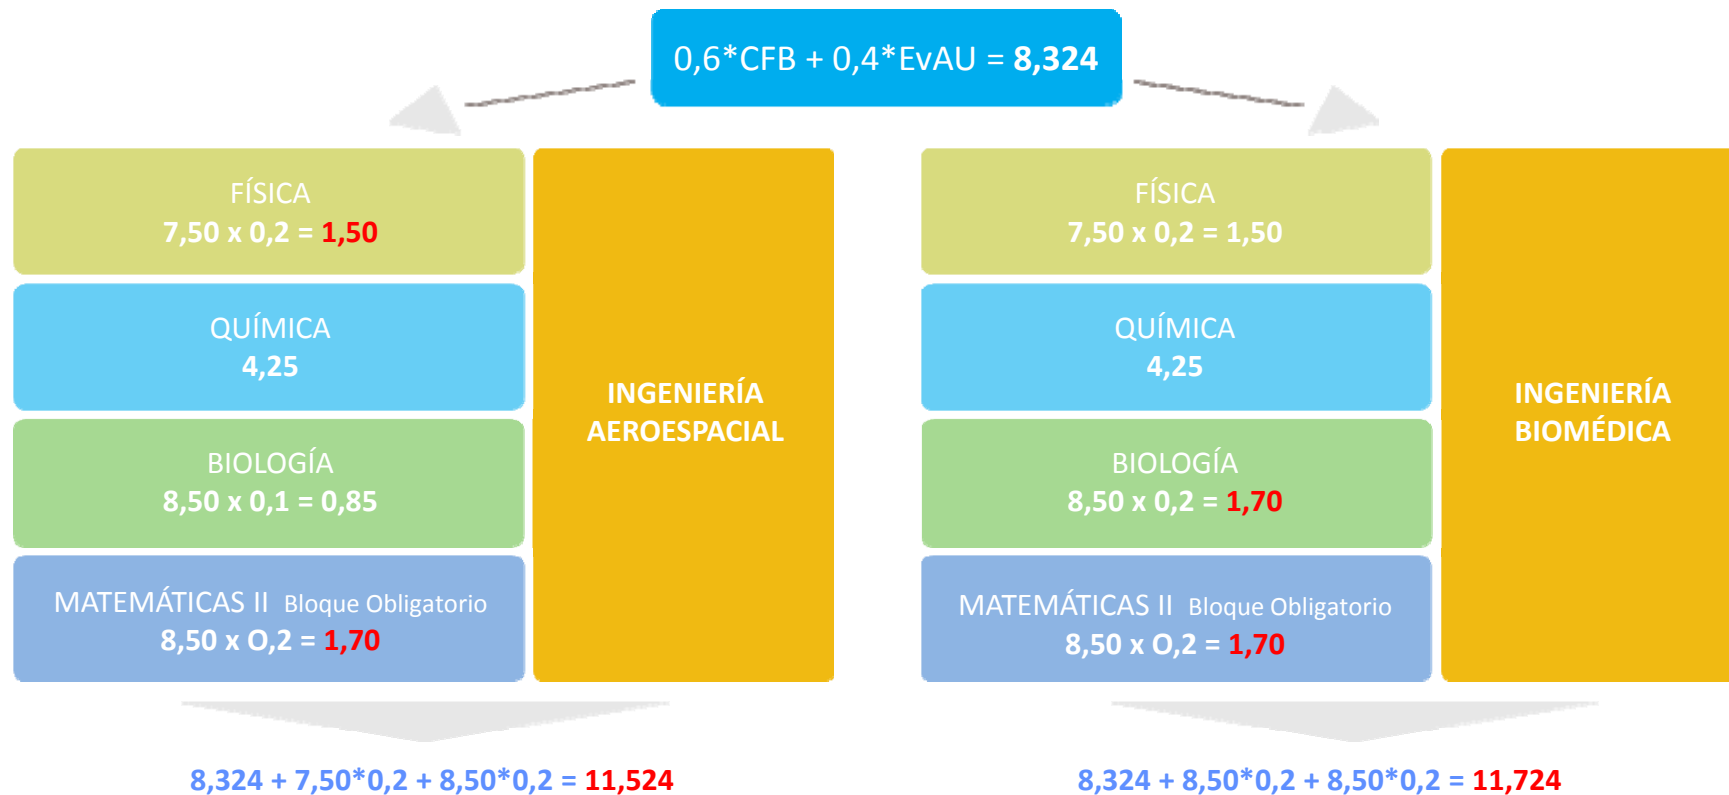 0,6*CFB + 0,4*EvAU = 8,324
FÍSICA
7,50 x 0,2 = 1,50
QUÍMICA
4,25
BIOLOGÍA
8,50 x 0,1 = 0,85
MATEMÁTICAS II Bloque Obligatorio
8,50 x O,2 = 1,70
INGENIERÍA
AEROESPACIAL
8,324 + 7,50*0,2 + 8,50*0,2 = 11,524
FÍSICA
7,50 x 0,2 = 1,50
QUÍMICA
4,25
BIOLOGÍA
8,50 x 0,2 = 1,70
MATEMÁTICAS II Bloque Obligatorio
8,50 x O,2 = 1,70
INGENIERÍA
BIOMÉDICA
8,324 + 8,50*0,2 + 8,50*0,2 = 11,724